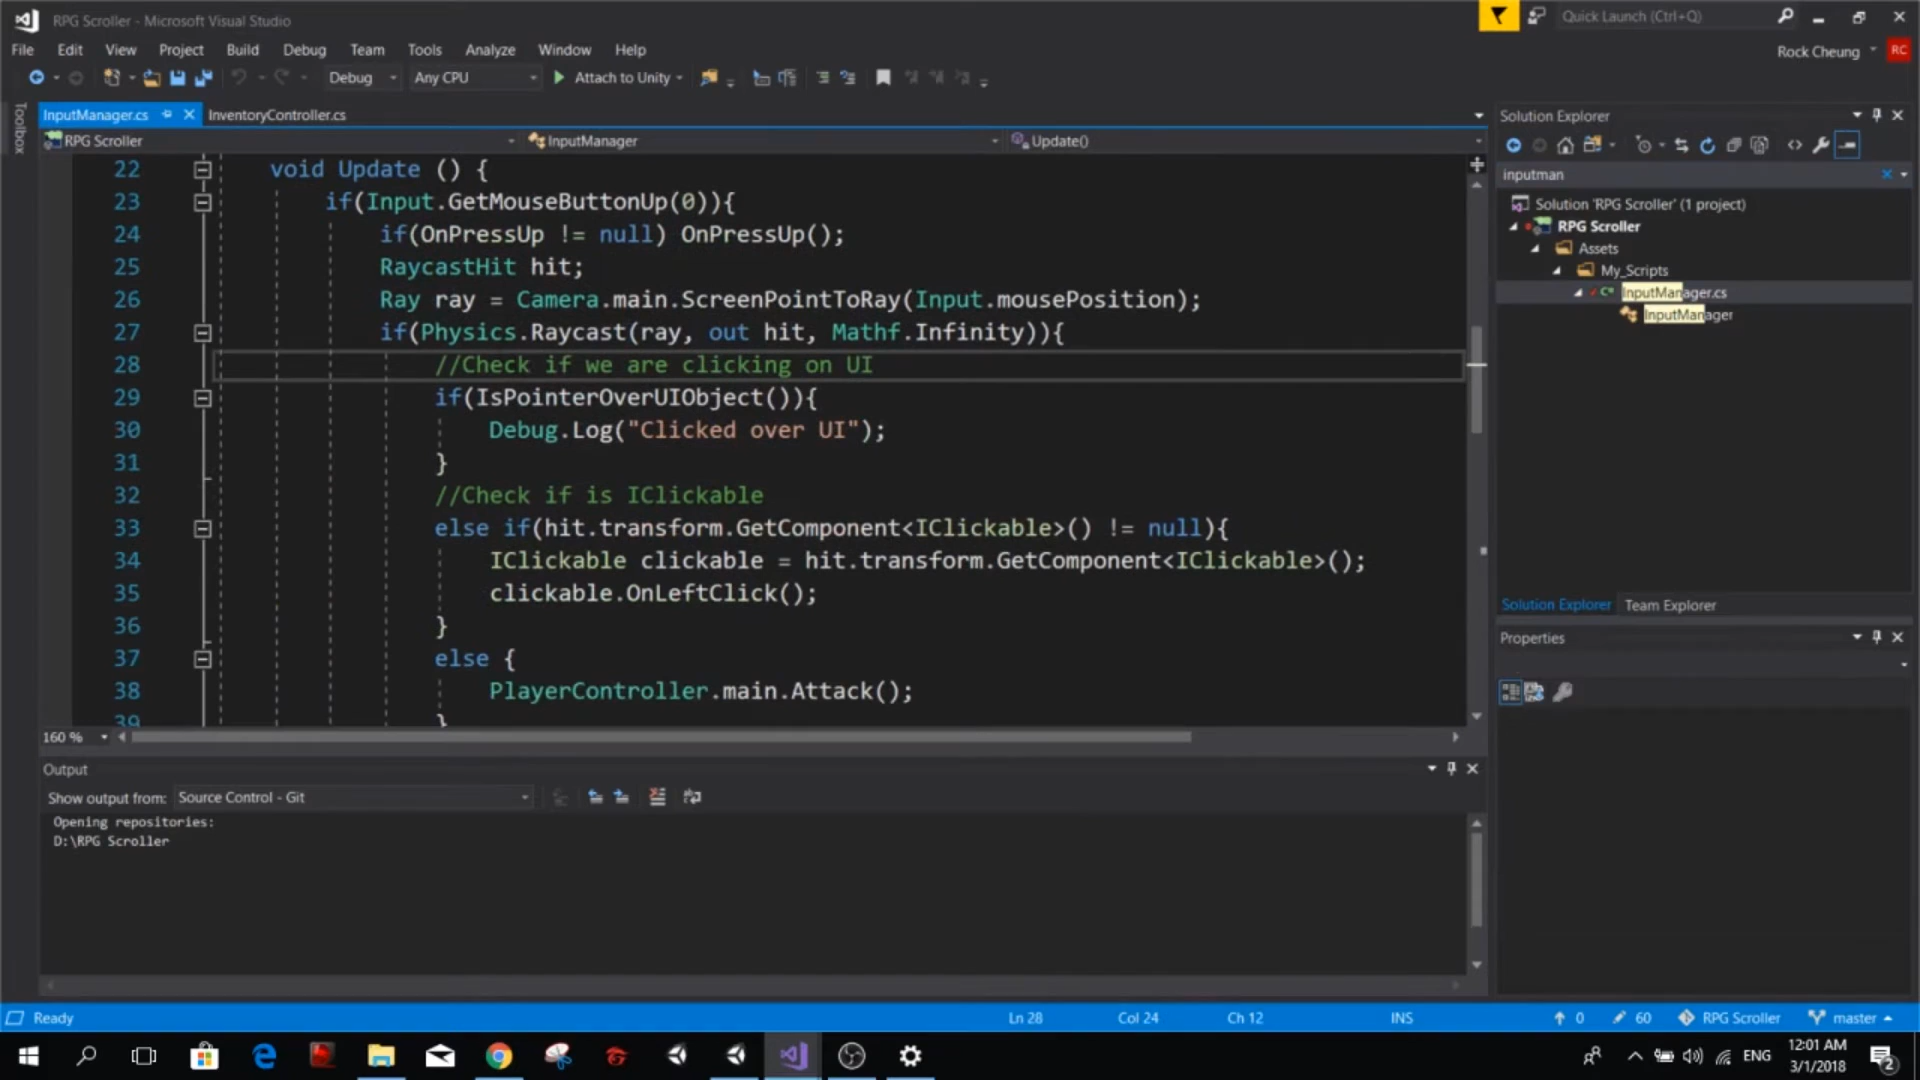 RPG Scroller - Microsoft Visual Studio
Quick Launch (Ctrl+Q)
File Edit View Project Build Debug Team Tools Analyze Window Help
Rock Cheung RC
Debug Any CPU Attach to Unity
Toolbox
InputManager.cs InventoryController.cs
RPG Scroller InputManager Update()
22 void Update () {
23 if(Input.GetMouseButtonUp(0)){
24 if(OnPressUp != null) OnPressUp();
25 RaycastHit hit;
26 Ray ray = Camera.main.ScreenPointToRay(Input.mousePosition);
27 if(Physics.Raycast(ray, out hit, Mathf.Infinity)){
28 //Check if we are clicking on UI
29 if(IsPointerOverUIObject()){
30 Debug.Log("Clicked over UI");
31 }
32 //Check if is IClickable
33 else if(hit.transform.GetComponent<IClickable>() != null){
34 IClickable clickable = hit.transform.GetComponent<IClickable>();
35 clickable.OnLeftClick();
36 }
37 else {
38 PlayerController.main.Attack();
39 }
160 %
Output
Show output from: Source Control - Git
Opening repositories:
D:\RPG Scroller
Solution Explorer
inputman
Solution 'RPG Scroller' (1 project)
RPG Scroller
Assets
My_Scripts
InputManager.cs
InputManager
Solution Explorer Team Explorer
Properties
Ready Ln 28 Col 24 Ch 12 INS 0 60 RPG Scroller master
ENG
12:01 AM
3/1/2018
2